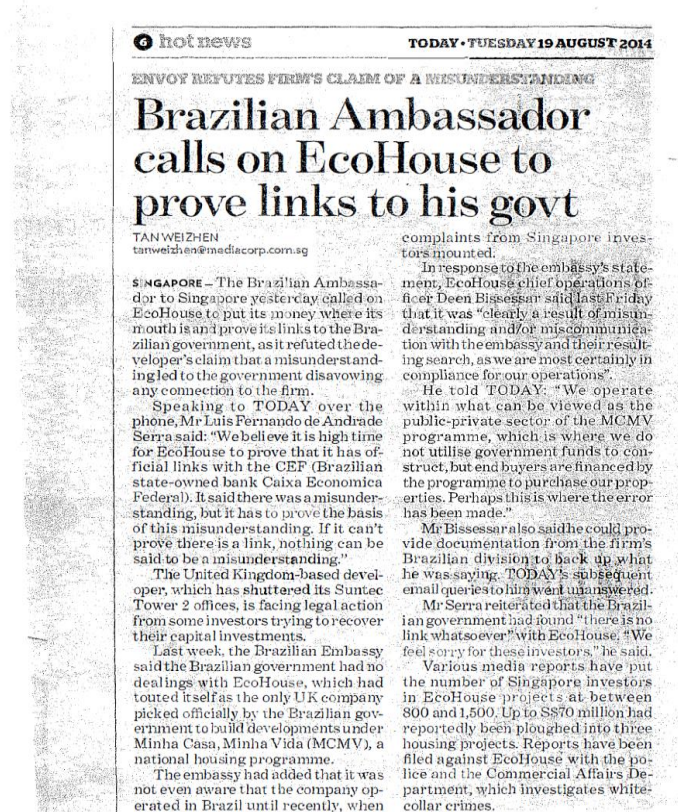 6 hotnews
TODAY • TUESDAY 19 AUGUST 2014
ENVOY REFUTES FIRM'S CLAIM OF A MISUNDERSTANDING
Brazilian Ambassador
calls on EcoHouse to
prove links to his govt
TAN WEIZHEN
tanweizhen@mediacorp.com.sg
SINGAPORE – The Brazilian Ambassa-
dor to Singapore yesterday called on
EcoHouse to put its money where its
mouth is and prove its links to the Bra-
zilian government, as it refuted the de-
veloper's claim that a misunderstand-
ing led to the government disavowing
any connection to the firm.
Speaking to TODAY over the
phone, Mr Luis Fernando de Andrade
Serra said: "We believe it is high time
for EcoHouse to prove that it has of-
ficial links with the CEF (Brazilian
state-owned bank Caixa Economica
Federal). It said there was a misunder-
standing, but it has to prove the basis
of this misunderstanding. If it can't
prove there is a link, nothing can be
said to be a misunderstanding."
The United Kingdom-based devel-
oper, which has shuttered its Suntec
Tower 2 offices, is facing legal action
from some investors trying to recover
their capital investments.
Last week, the Brazilian Embassy
said the Brazilian government had no
dealings with EcoHouse, which had
touted itself as the only UK company
picked officially by the Brazilian gov-
ernment to build developments under
Minha Casa, Minha Vida (MCMV), a
national housing programme.
The embassy had added that it was
not even aware that the company op-
erated in Brazil until recently, when
complaints from Singapore inves-
tors mounted.
In response to the embassy's state-
ment, EcoHouse chief operations of-
ficer Deen Bissessar said last Friday
that it was "clearly a result of misun-
derstanding and/or miscommunica-
tion with the embassy and their result-
ing search, as we are most certainly in
compliance for our operations".
He told TODAY: "We operate
within what can be viewed as the
public-private sector of the MCMV
programme, which is where we do
not utilise government funds to con-
struct, but end buyers are financed by
the programme to purchase our prop-
erties. Perhaps this is where the error
has been made."
Mr Bissessar also said he could pro-
vide documentation from the firm's
Brazilian division to back up what
he was saying. TODAY's subsequent
email queries to him went unanswered.
Mr Serra reiterated that the Brazil-
ian government had found "there is no
link whatsoever" with EcoHouse. "We
feel sorry for these investors," he said.
Various media reports have put
the number of Singapore investors
in EcoHouse projects at between
800 and 1,500. Up to S$70 million had
reportedly been ploughed into three
housing projects. Reports have been
filed against EcoHouse with the po-
lice and the Commercial Affairs De-
partment, which investigates white-
collar crimes.